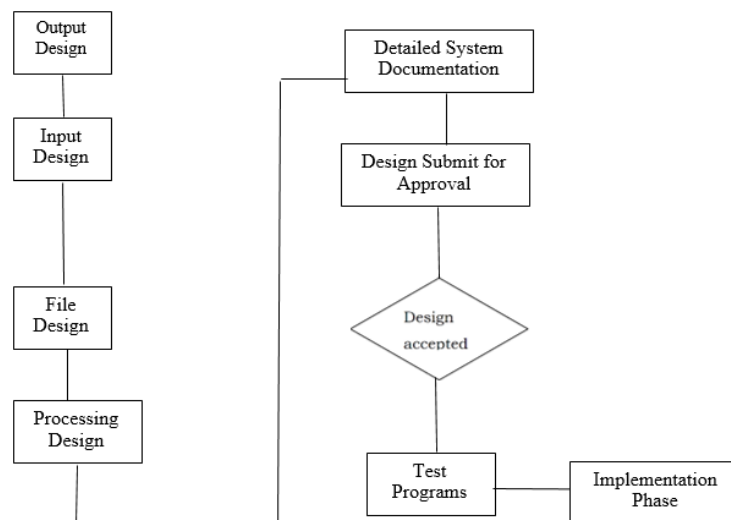 Output
Design
Input
Design
File
Design
Processing
Design
Detailed System
Documentation
Design Submit for
Approval
Design
accepted
Test
Programs
Implementation
Phase